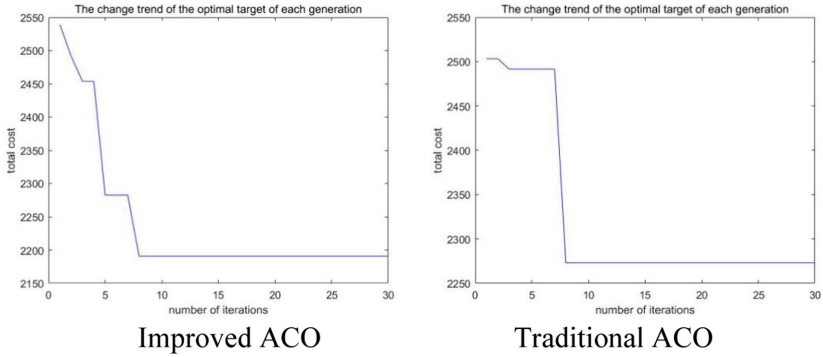 The change trend of the optimal target of each generation
2550
2500
2450
2400
2350
2300
2250
2200
2150
total cost
0 5 10 15 20 25 30
number of iterations
Improved ACO
The change trend of the optimal target of each generation
2550
2500
2450
2400
2350
2300
2250
total cost
0 5 10 15 20 25 30
number of iterations
Traditional ACO